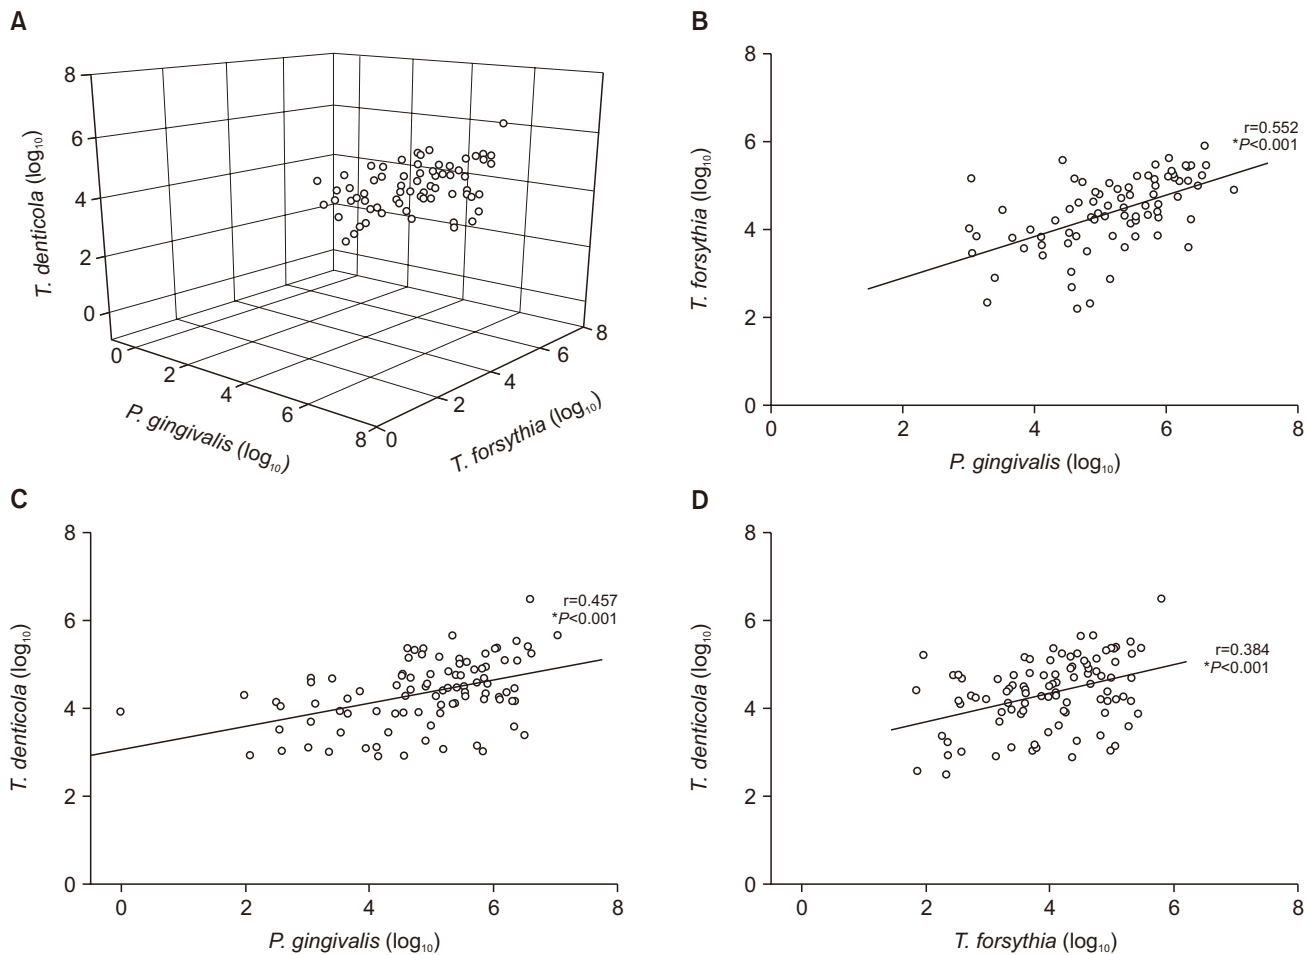 A
8
6
4
2
0
T. denticola (log10)
0
2
4
6
8
P. gingivalis (log10)
0
2
4
6
8
T. forsythia (log10)
B
8
6
4
2
0
T. forsythia (log10)
r=0.552
*P<0.001
0 2 4 6 8
P. gingivalis (log10)
C
8
6
4
2
0
T. denticola (log10)
r=0.457
*P<0.001
0 2 4 6 8
P. gingivalis (log10)
D
8
6
4
2
0
T. denticola (log10)
r=0.384
*P<0.001
0 2 4 6 8
T. forsythia (log10)